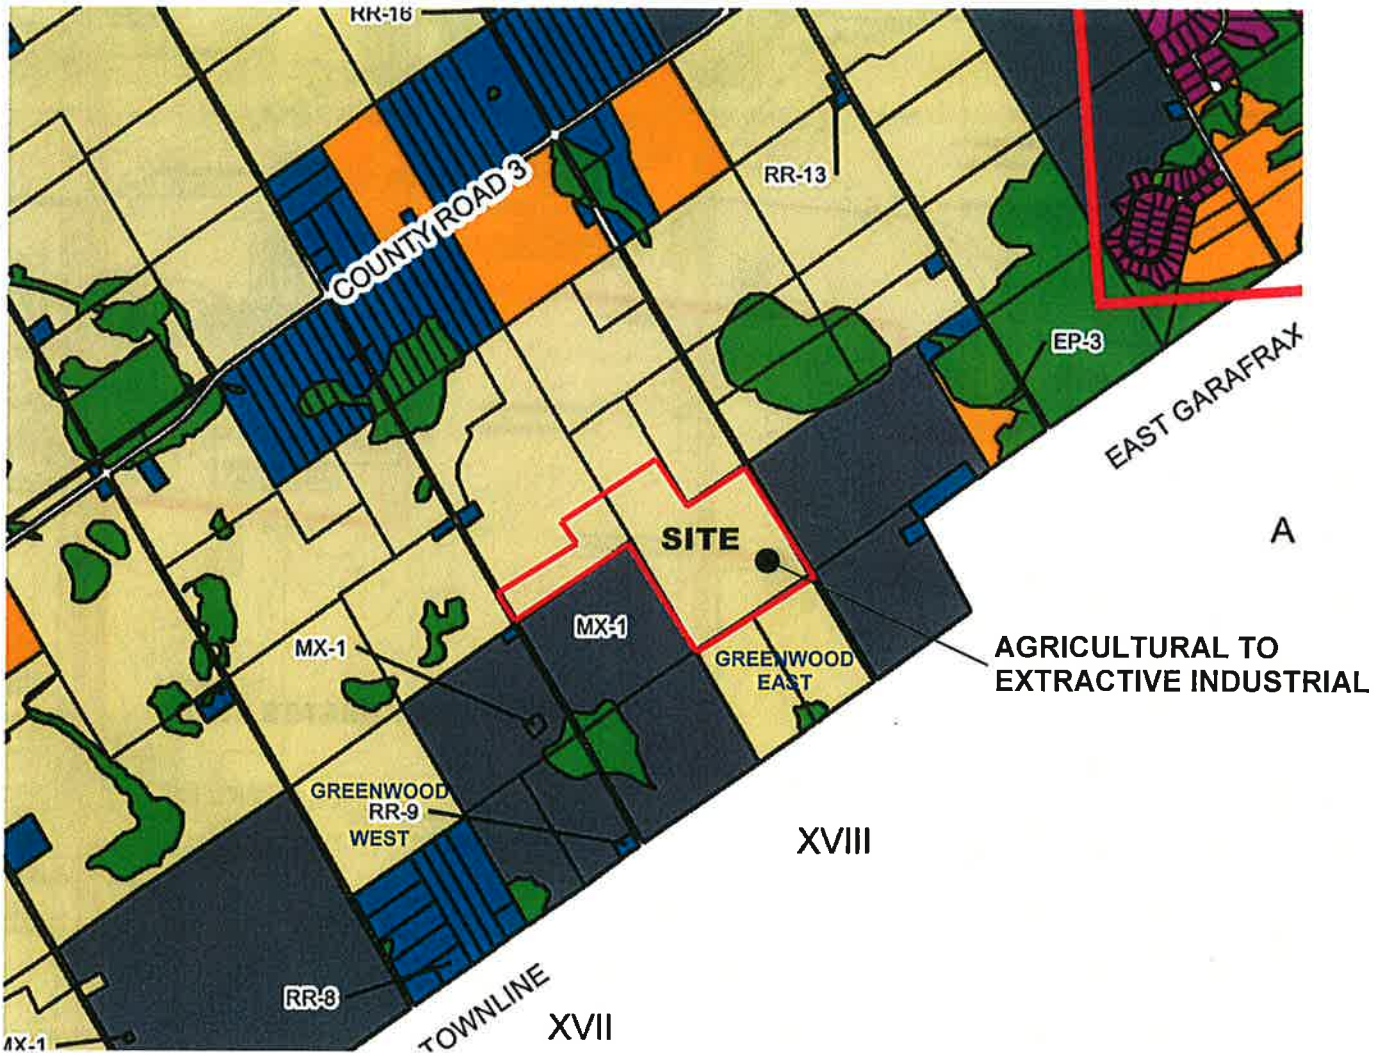 RR-16
COUNTY ROAD 3
RR-13
EP-3
EAST GARAFRAX
A
SITE
MX-1
MX-1
GREENWOOD
EAST
AGRICULTURAL TO
EXTRACTIVE INDUSTRIAL
GREENWOOD
RR-9
WEST
XVIII
RR-8
TOWNLINE
XVII
MX-1